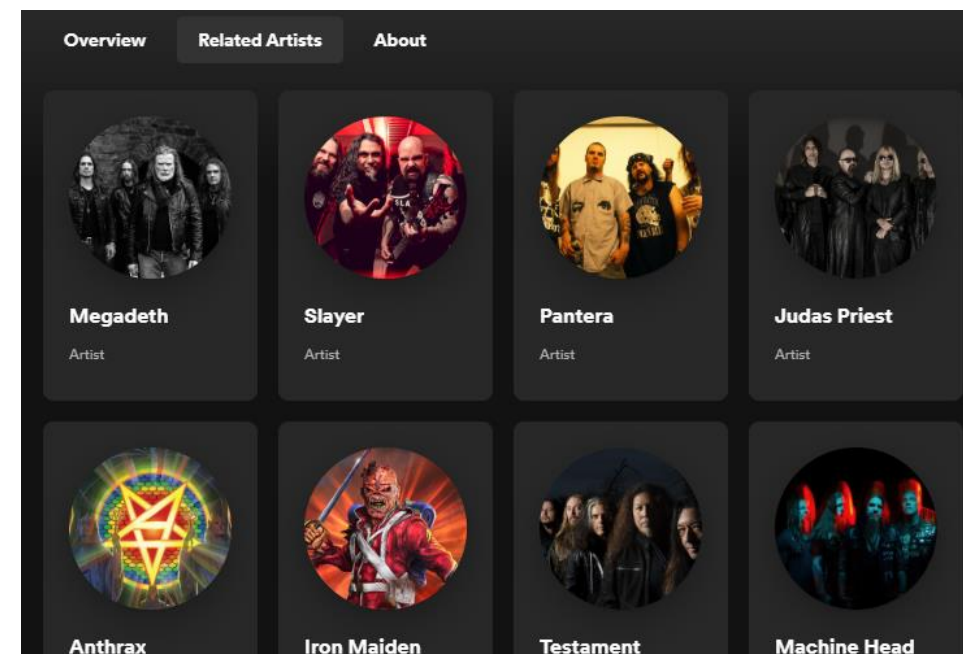 Overview Related Artists About
Megadeth Slayer Pantera Judas Priest
Artist Artist Artist Artist
Anthrax Iron Maiden Testament Machine Head